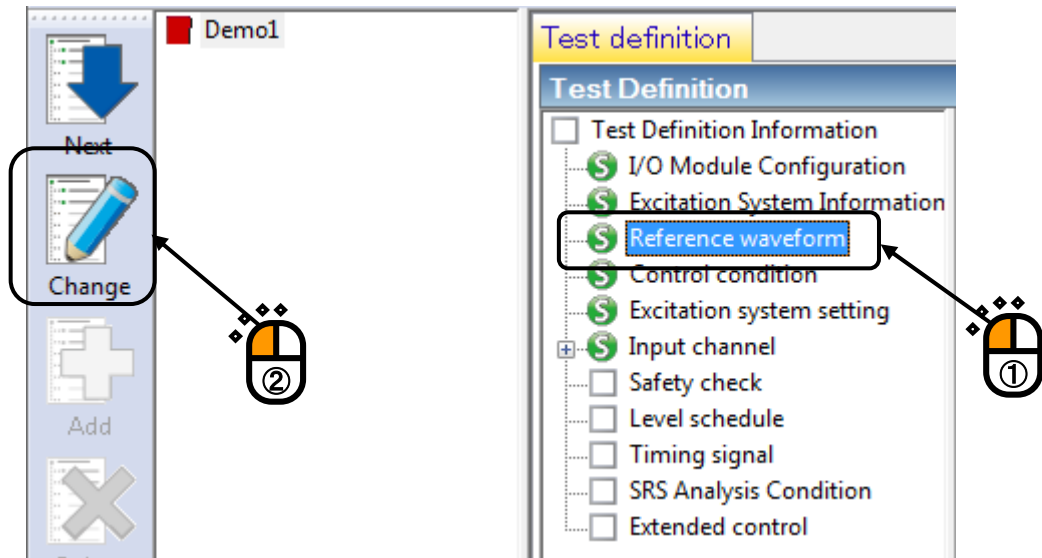 Next
Change
Add
Demo1
Test definition
Test Definition
Test Definition Information
I/O Module Configuration
Excitation System Information
Reference waveform
Control condition
Excitation system setting
Input channel
Safety check
Level schedule
Timing signal
SRS Analysis Condition
Extended control
②
①